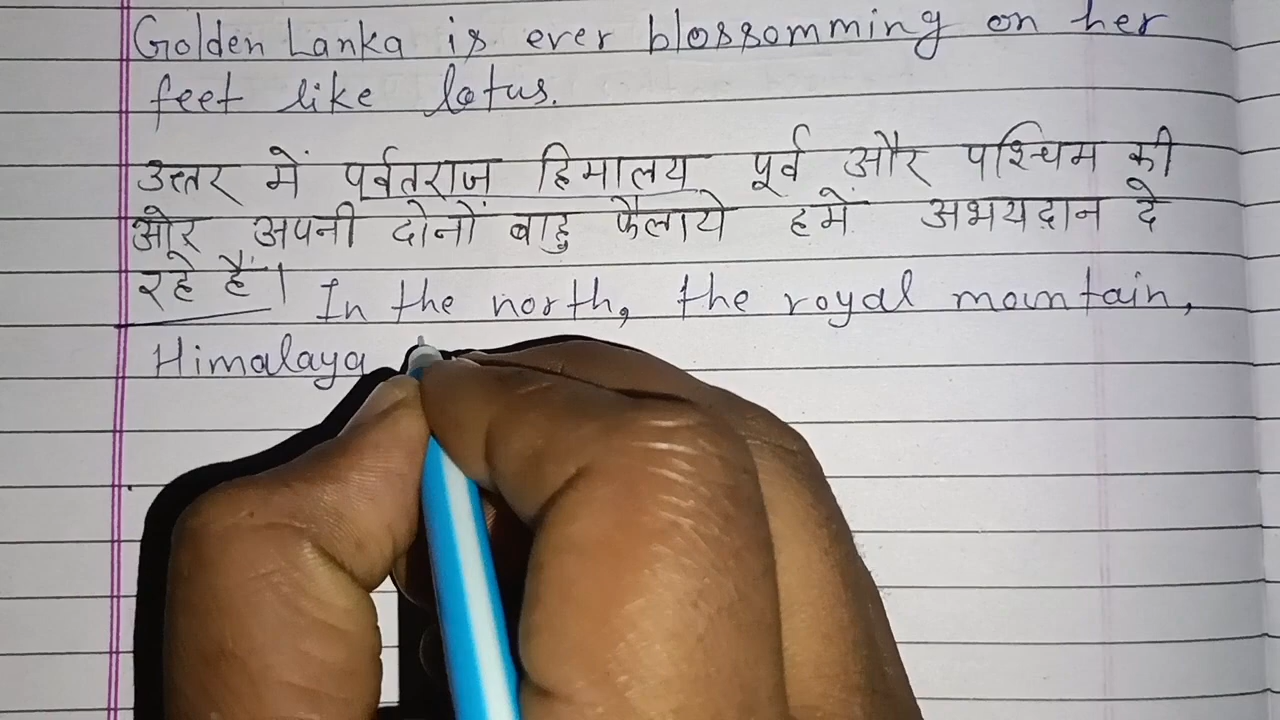 Golden Lanka is ever blossomming on her
feet like lotus.
उत्तर में पर्वतराज हिमालय पूर्व और पश्चिम की
ओर अपनी दोनों बाहु फैलाये हमें अभयदान दे
रहे हैं। In the north, the royal mountain,
Himalaya